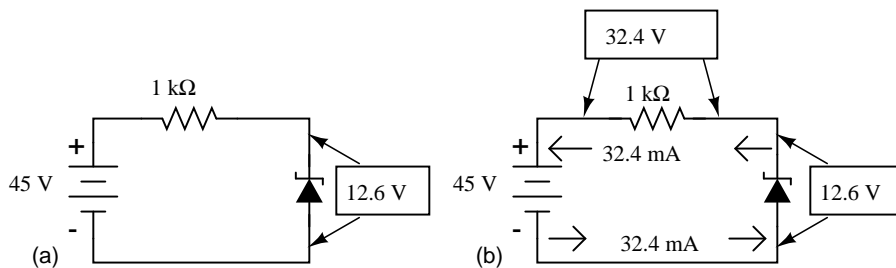 1 kΩ
+
45 V
-
12.6 V
(a)
32.4 V
1 kΩ
+
32.4 mA
45 V
-
12.6 V
32.4 mA
(b)